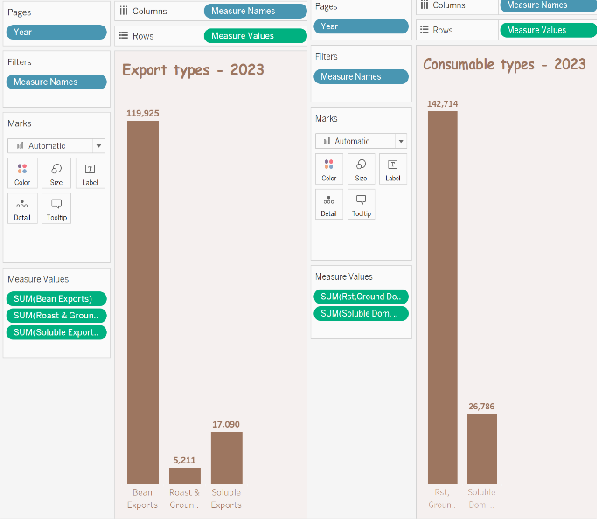 Pages
Year
Filters
Measure Names
Marks
Automatic
Color Size Label
Detail Tooltip
Measure Values
SUM(Bean Exports)
SUM(Roast & Groun..
SUM(Soluble Export..
Columns Measure Names
Rows Measure Values
Export types - 2023
119,925
5,211
17,090
Bean Exports
Roast & Groun..
Soluble Exports
Pages
Year
Filters
Measure Names
Marks
Automatic
Color Size Label
Detail Tooltip
Measure Values
SUM(Rst,Ground Do..
SUM(Soluble Dom...
Columns Measure Names
Rows Measure Values
Consumable types - 2023
142,714
26,786
Rst, Groun..
Soluble Dom...